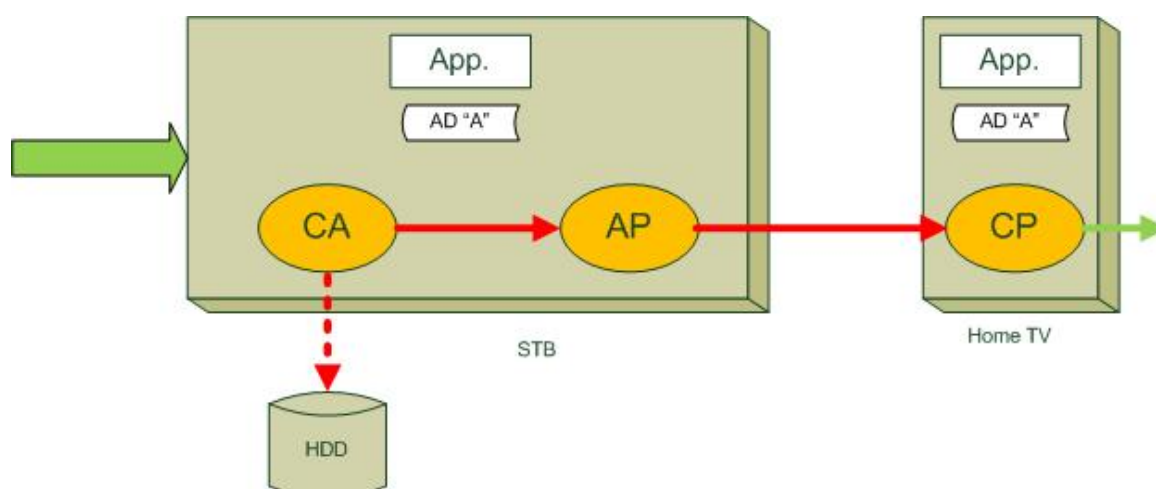 App.
AD “A”
CA
AP
STB
HDD
App.
AD “A”
CP
Home TV